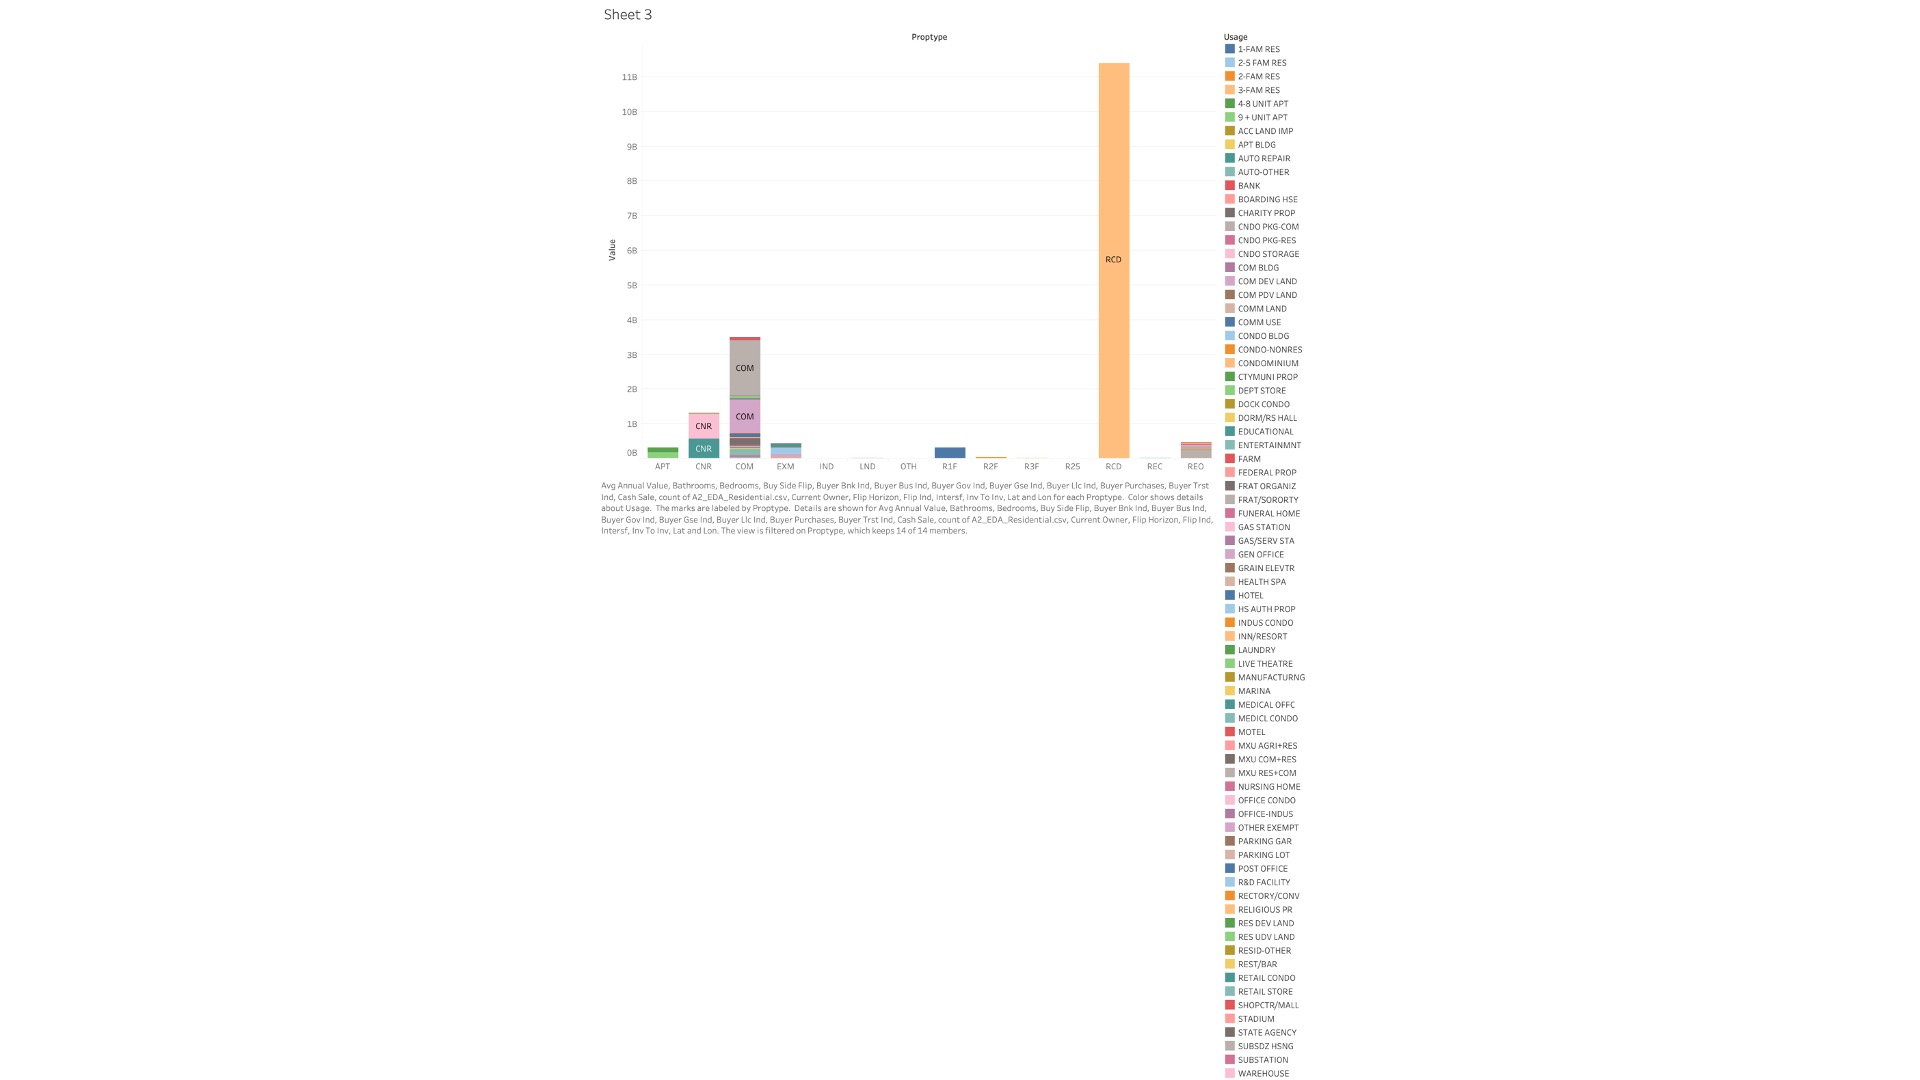 Sheet 3
Proptype
Usage
11B
10B
9B
8B
7B
6B
5B
4B
3B
2B
1B
0B
Value
CNR
CNR
COM
COM
RCD
APT
CNR
COM
EXM
IND
LND
OTH
R1F
R2F
R3F
R25
RCD
REC
REO
Avg Annual Value, Bathrooms, Bedrooms, Buy Side Flip, Buyer Bnk Ind, Buyer Bus Ind, Buyer Gov Ind, Buyer Gse Ind, Buyer Llc Ind, Buyer Purchases, Buyer Trst
Ind, Cash Sale, count of A2_EDA_Residential.csv, Current Owner, Flip Horizon, Flip Ind, Intersf, Inv To Inv, Lat and Lon for each Proptype.  Color shows details
about Usage.  The marks are labeled by Proptype.  Details are shown for Avg Annual Value, Bathrooms, Bedrooms, Buy Side Flip, Buyer Bnk Ind, Buyer Bus Ind,
Buyer Gov Ind, Buyer Gse Ind, Buyer Llc Ind, Buyer Purchases, Buyer Trst Ind, Cash Sale, count of A2_EDA_Residential.csv, Current Owner, Flip Horizon, Flip Ind,
Intersf, Inv To Inv, Lat and Lon. The view is filtered on Proptype, which keeps 14 of 14 members.
1-FAM RES
2-5 FAM RES
2-FAM RES
3-FAM RES
4-8 UNIT APT
9 + UNIT APT
ACC LAND IMP
APT BLDG
AUTO REPAIR
AUTO-OTHER
BANK
BOARDING HSE
CHARITY PROP
CNDO PKG-COM
CNDO PKG-RES
CNDO STORAGE
COM BLDG
COM DEV LAND
COM PDV LAND
COMM LAND
COMM USE
CONDO BLDG
CONDO-NONRES
CONDOMINIUM
CTYMUNI PROP
DEPT STORE
DOCK CONDO
DORM/RS HALL
EDUCATIONAL
ENTERTAINMNT
FARM
FEDERAL PROP
FRAT ORGANIZ
FRAT/SORORTY
FUNERAL HOME
GAS STATION
GAS/SERV STA
GEN OFFICE
GRAIN ELEVTR
HEALTH SPA
HOTEL
HS AUTH PROP
INDUS CONDO
INN/RESORT
LAUNDRY
LIVE THEATRE
MANUFACTURNG
MARINA
MEDICAL OFFC
MEDICL CONDO
MOTEL
MXU AGRI+RES
MXU COM+RES
MXU RES+COM
NURSING HOME
OFFICE CONDO
OFFICE-INDUS
OTHER EXEMPT
PARKING GAR
PARKING LOT
POST OFFICE
R&D FACILITY
RECTORY/CONV
RELIGIOUS PR
RES DEV LAND
RES UDV LAND
RESID-OTHER
REST/BAR
RETAIL CONDO
RETAIL STORE
SHOPCTR/MALL
STADIUM
STATE AGENCY
SUBSDZ HSNG
SUBSTATION
WAREHOUSE